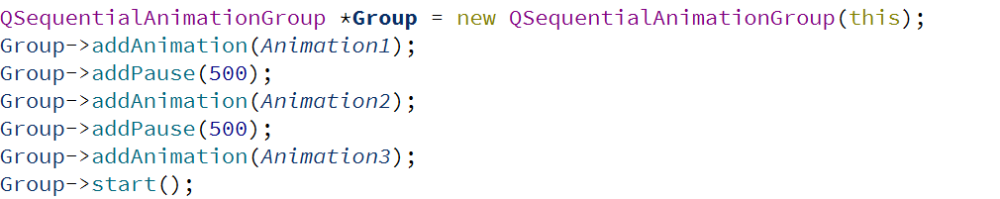 QSequentialAnimationGroup *Group = new QSequentialAnimationGroup(this);
Group->addAnimation(Animation1);
Group->addPause(500);
Group->addAnimation(Animation2);
Group->addPause(500);
Group->addAnimation(Animation3);
Group->start();